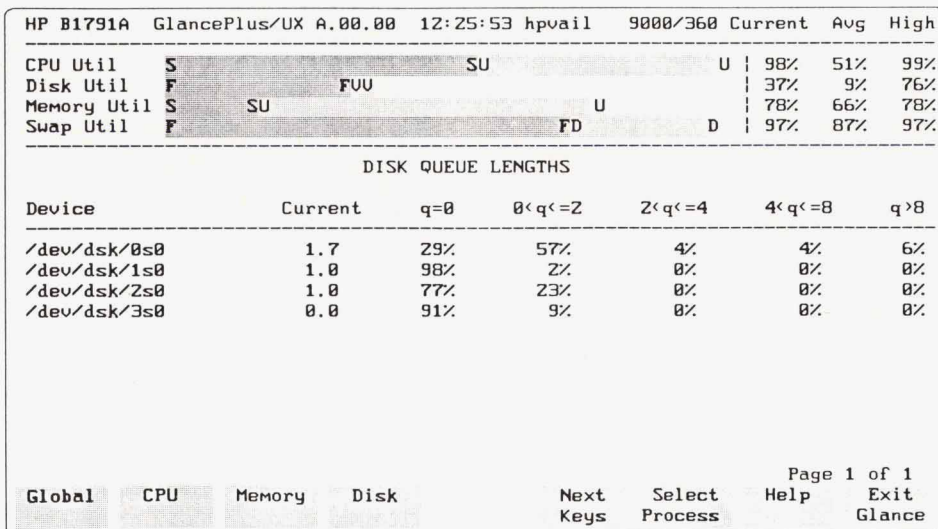 HP B1791A GlancePlus/UX A.00.00 12:25:53 hpvail 9000/360 Current Avg High
CPU Util S SU U | 98% 51% 99%
Disk Util F FVV | 37% 9% 76%
Memory Util S SU U | 78% 66% 78%
Swap Util F FD D | 97% 87% 97%
DISK QUEUE LENGTHS
Device Current q=0 0<q<=2 2<q<=4 4<q<=8 q>8
/dev/dsk/0s0 1.7 29% 57% 4% 4% 6%
/dev/dsk/1s0 1.0 98% 2% 0% 0% 0%
/dev/dsk/2s0 1.0 77% 23% 0% 0% 0%
/dev/dsk/3s0 0.0 91% 9% 0% 0% 0%
Page 1 of 1
Global CPU Memory Disk Next Select Help Exit
Keys Process Glance